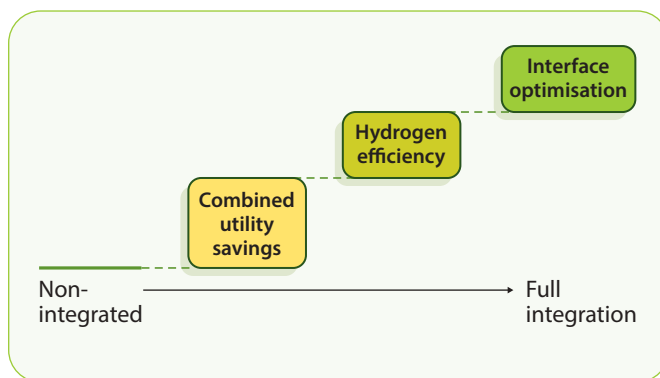 Interface
optimisation
Hydrogen
efficiency
Combined
utility
savings
Non-
integrated
Full
integration